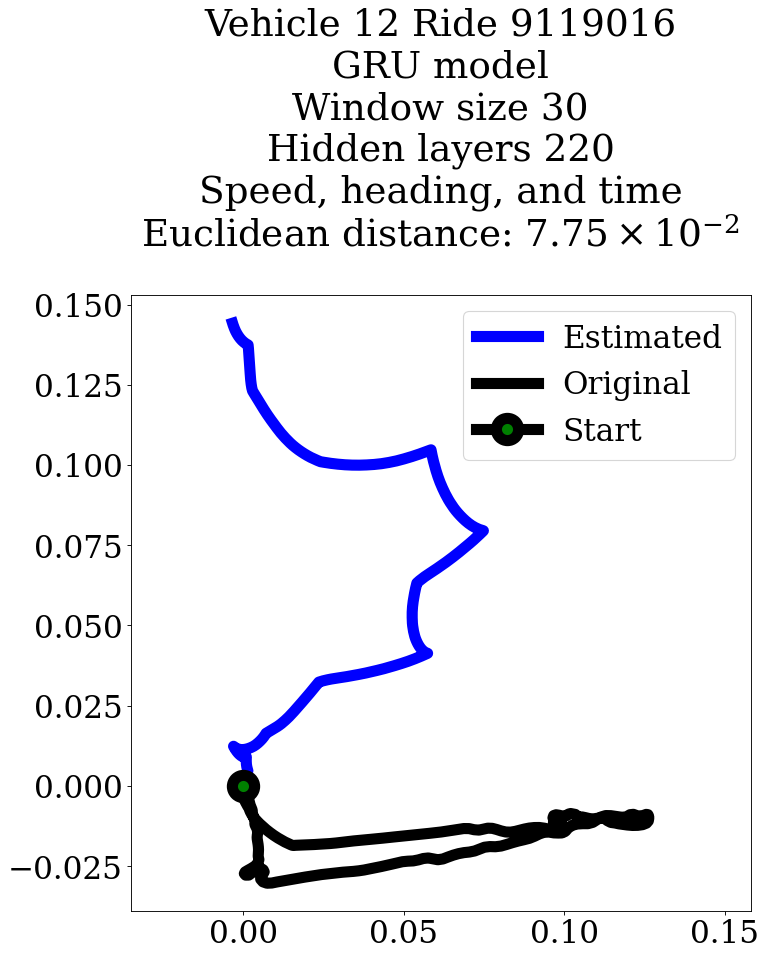 Vehicle 12 Ride 9119016
GRU model
Window size 30
Hidden layers 220
Speed, heading, and time
Euclidean distance: 7.75 × 10⁻²
0.150
0.125
0.100
0.075
0.050
0.025
0.000
−0.025
Estimated
Original
Start
0.00 0.05 0.10 0.15